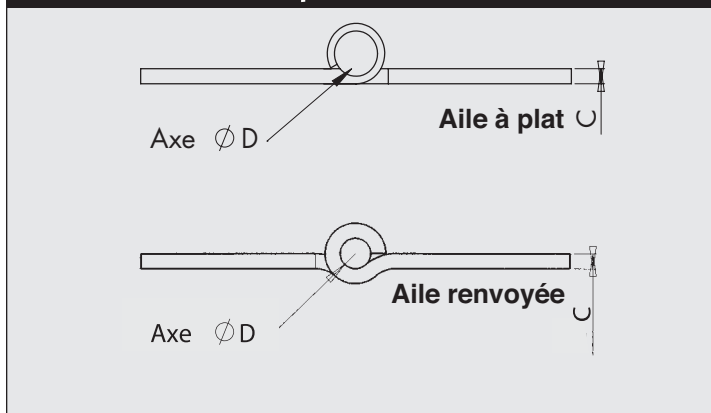 Aile à plat C
Axe ∅ D
Aile renvoyée
C
Axe ∅ D